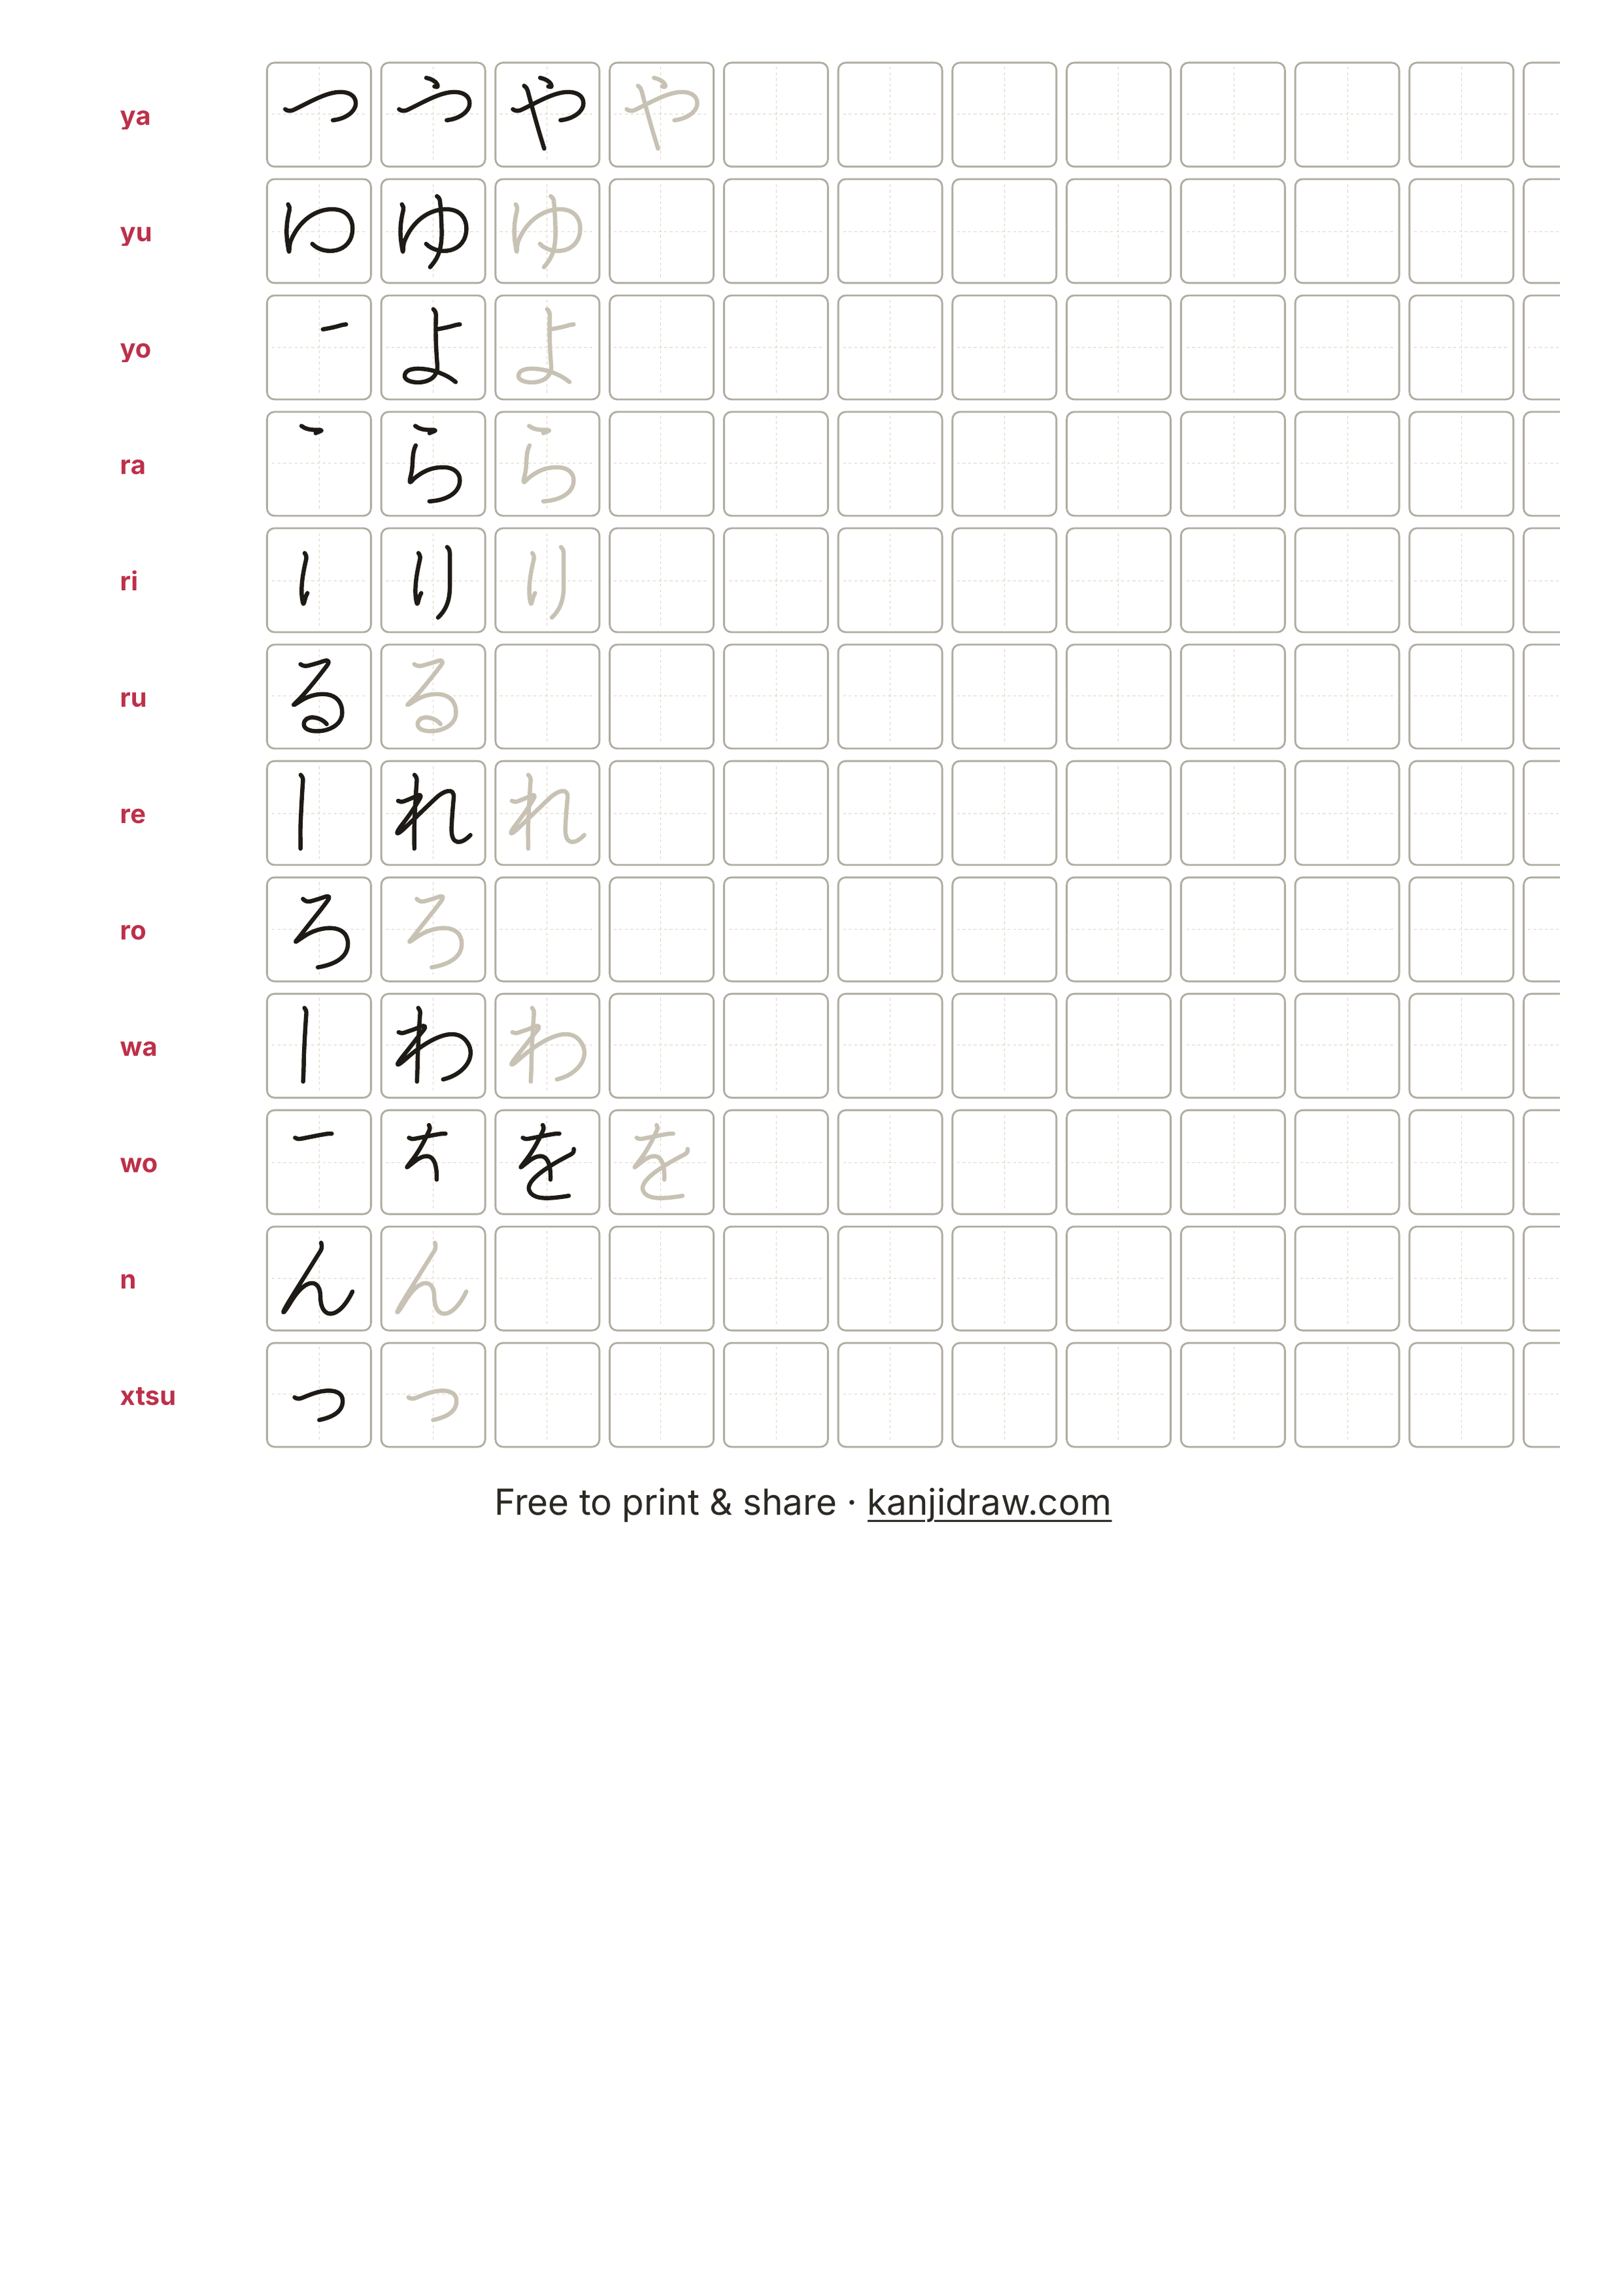 ya つ う や や
yu ゆ ゆ
yo よ よ
ra ら ら
ri り り
ru る る
re れ れ
ro ろ ろ
wa わ わ
wo を を
n ん ん
xtsu っ っ
Free to print & share · kanjidraw.com